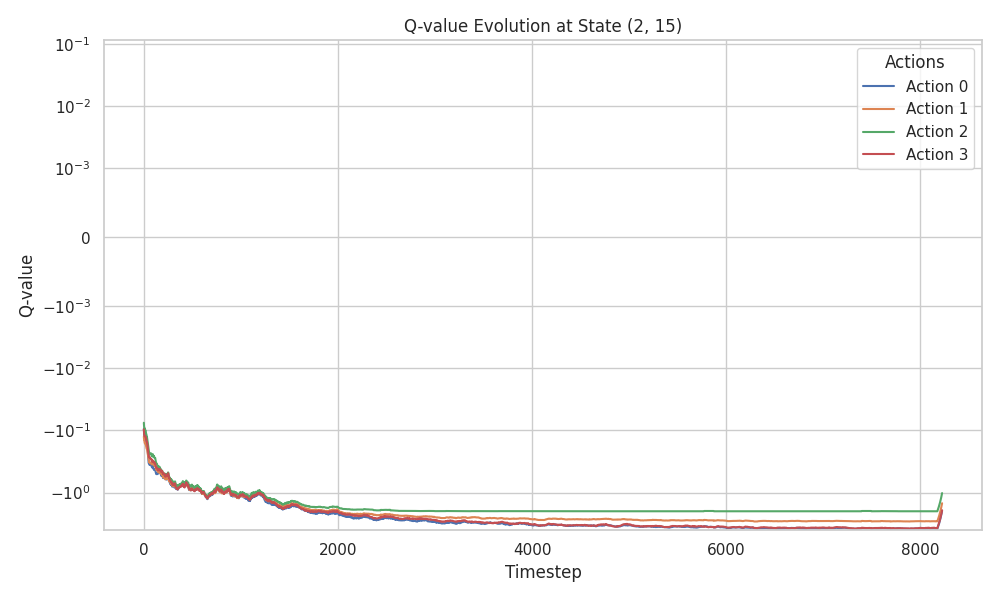 Q-value Evolution at State (2, 15)
10⁻¹
10⁻²
10⁻³
0
−10⁻³
−10⁻²
−10⁻¹
−10⁰
Q-value
Actions
Action 0
Action 1
Action 2
Action 3
0 2000 4000 6000 8000
Timestep